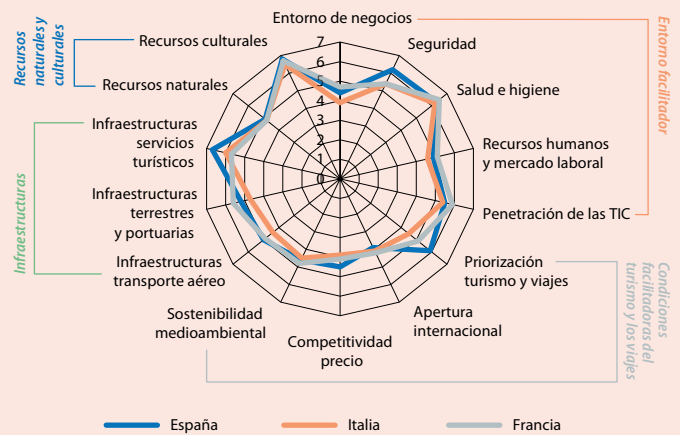 Entorno de negocios
Seguridad
Salud e higiene
Recursos humanos
y mercado laboral
Penetración de las TIC
Priorización
turismo y viajes
Apertura
internacional
Competitividad
precio
Sostenibilidad
medioambiental
Infraestructuras
transporte aéreo
Infraestructuras
terrestres
y portuarias
Infraestructuras
servicios
turísticos
Recursos naturales
Recursos culturales
7
6
5
4
3
2
1
0
Recursos
naturales y
culturales
Infraestructuras
Entorno facilitador
Condiciones
facilitadoras del
turismo y los viajes
España
Italia
Francia